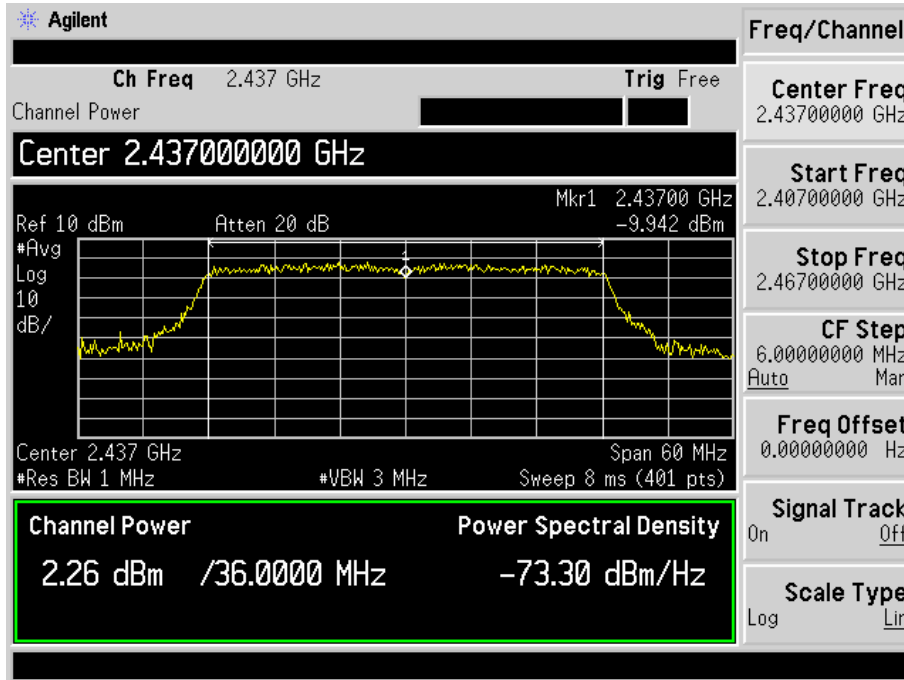 Agilent
Freq/Channel
Ch Freq 2.437 GHz Trig Free
Channel Power
Center 2.437000000 GHz
Mkr1 2.43700 GHz
Ref 10 dBm Atten 20 dB -9.942 dBm
#Avg
Log
10
dB/
1
Center 2.437 GHz Span 60 MHz
#Res BW 1 MHz #VBW 3 MHz Sweep 8 ms (401 pts)
Channel Power Power Spectral Density
2.26 dBm /36.0000 MHz -73.30 dBm/Hz
Center Freq
2.43700000 GHz
Start Freq
2.40700000 GHz
Stop Freq
2.46700000 GHz
CF Step
6.00000000 MHz
Auto Man
Freq Offset
0.00000000 Hz
Signal Track
On Off
Scale Type
Log Lin